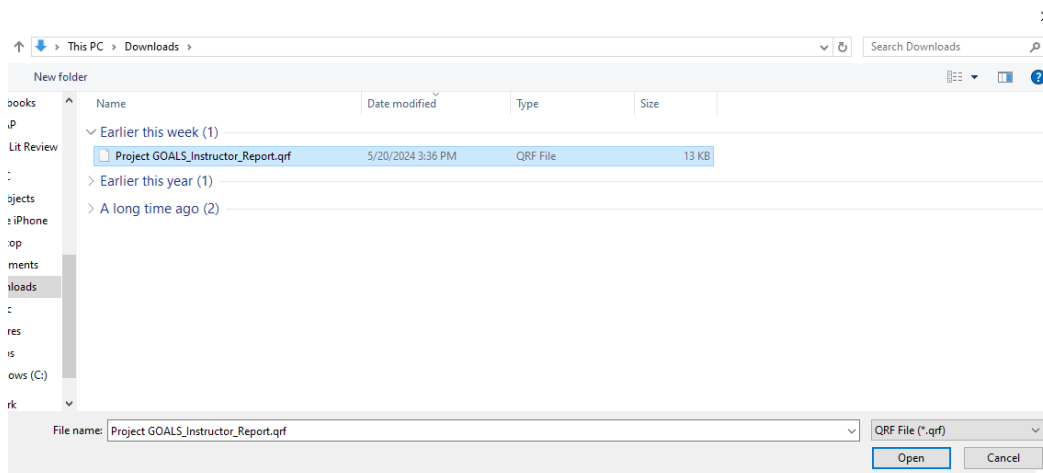 This PC > Downloads >
Search Downloads
New folder
?
Name Date modified Type Size
Earlier this week (1)
Project GOALS_Instructor_Report.qrf 5/20/2024 3:36 PM QRF File 13 KB
Earlier this year (1)
A long time ago (2)
books
AP
Lit Review
bjects
e iPhone
top
ments
nloads
res
ows (C:)
rk
File name: Project GOALS_Instructor_Report.qrf QRF File (*.qrf)
Open Cancel